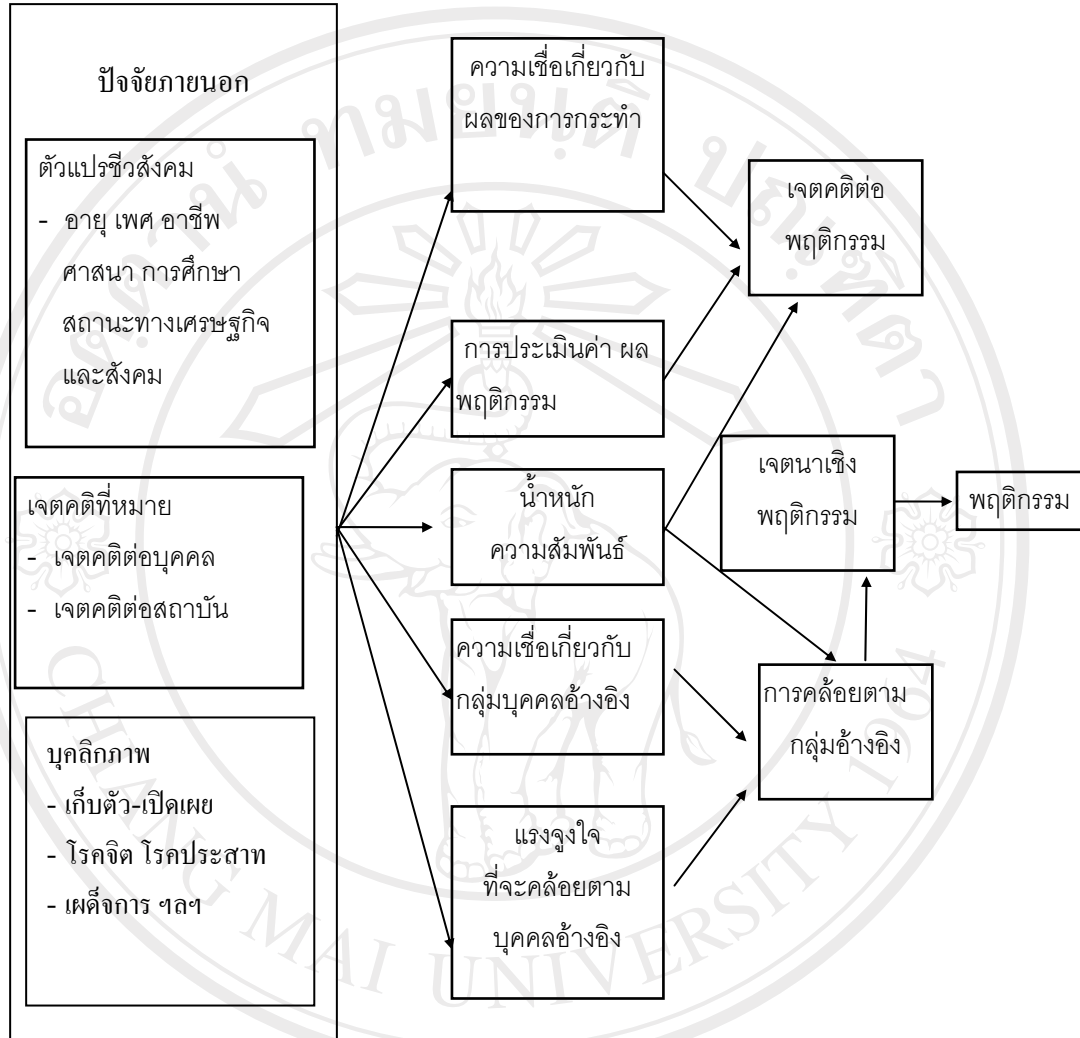 ปัจจัยภายนอก
ตัวแปรชีวสังคม
- อายุ เพศ อาชีพ
ศาสนา การศึกษา
สถานะทางเศรษฐกิจ
และสังคม
เจตคติที่หมาย
- เจตคติต่อบุคคล
- เจตคติต่อสถาบัน
บุคลิกภาพ
- เก็บตัว-เปิดเผย
- โรคจิต โรคประสาท
- เผด็จการ ฯลฯ
ความเชื่อเกี่ยวกับ
ผลของการกระทำ
การประเมินค่า ผล
พฤติกรรม
น้ำหนัก
ความสัมพันธ์
ความเชื่อเกี่ยวกับ
กลุ่มบุคคลอ้างอิง
แรงจูงใจ
ที่จะคล้อยตาม
บุคคลอ้างอิง
เจตคติต่อ
พฤติกรรม
เจตนาเชิง
พฤติกรรม
การคล้อยตาม
กลุ่มอ้างอิง
พฤติกรรม
CHIANG MAI UNIVERSITY 1964